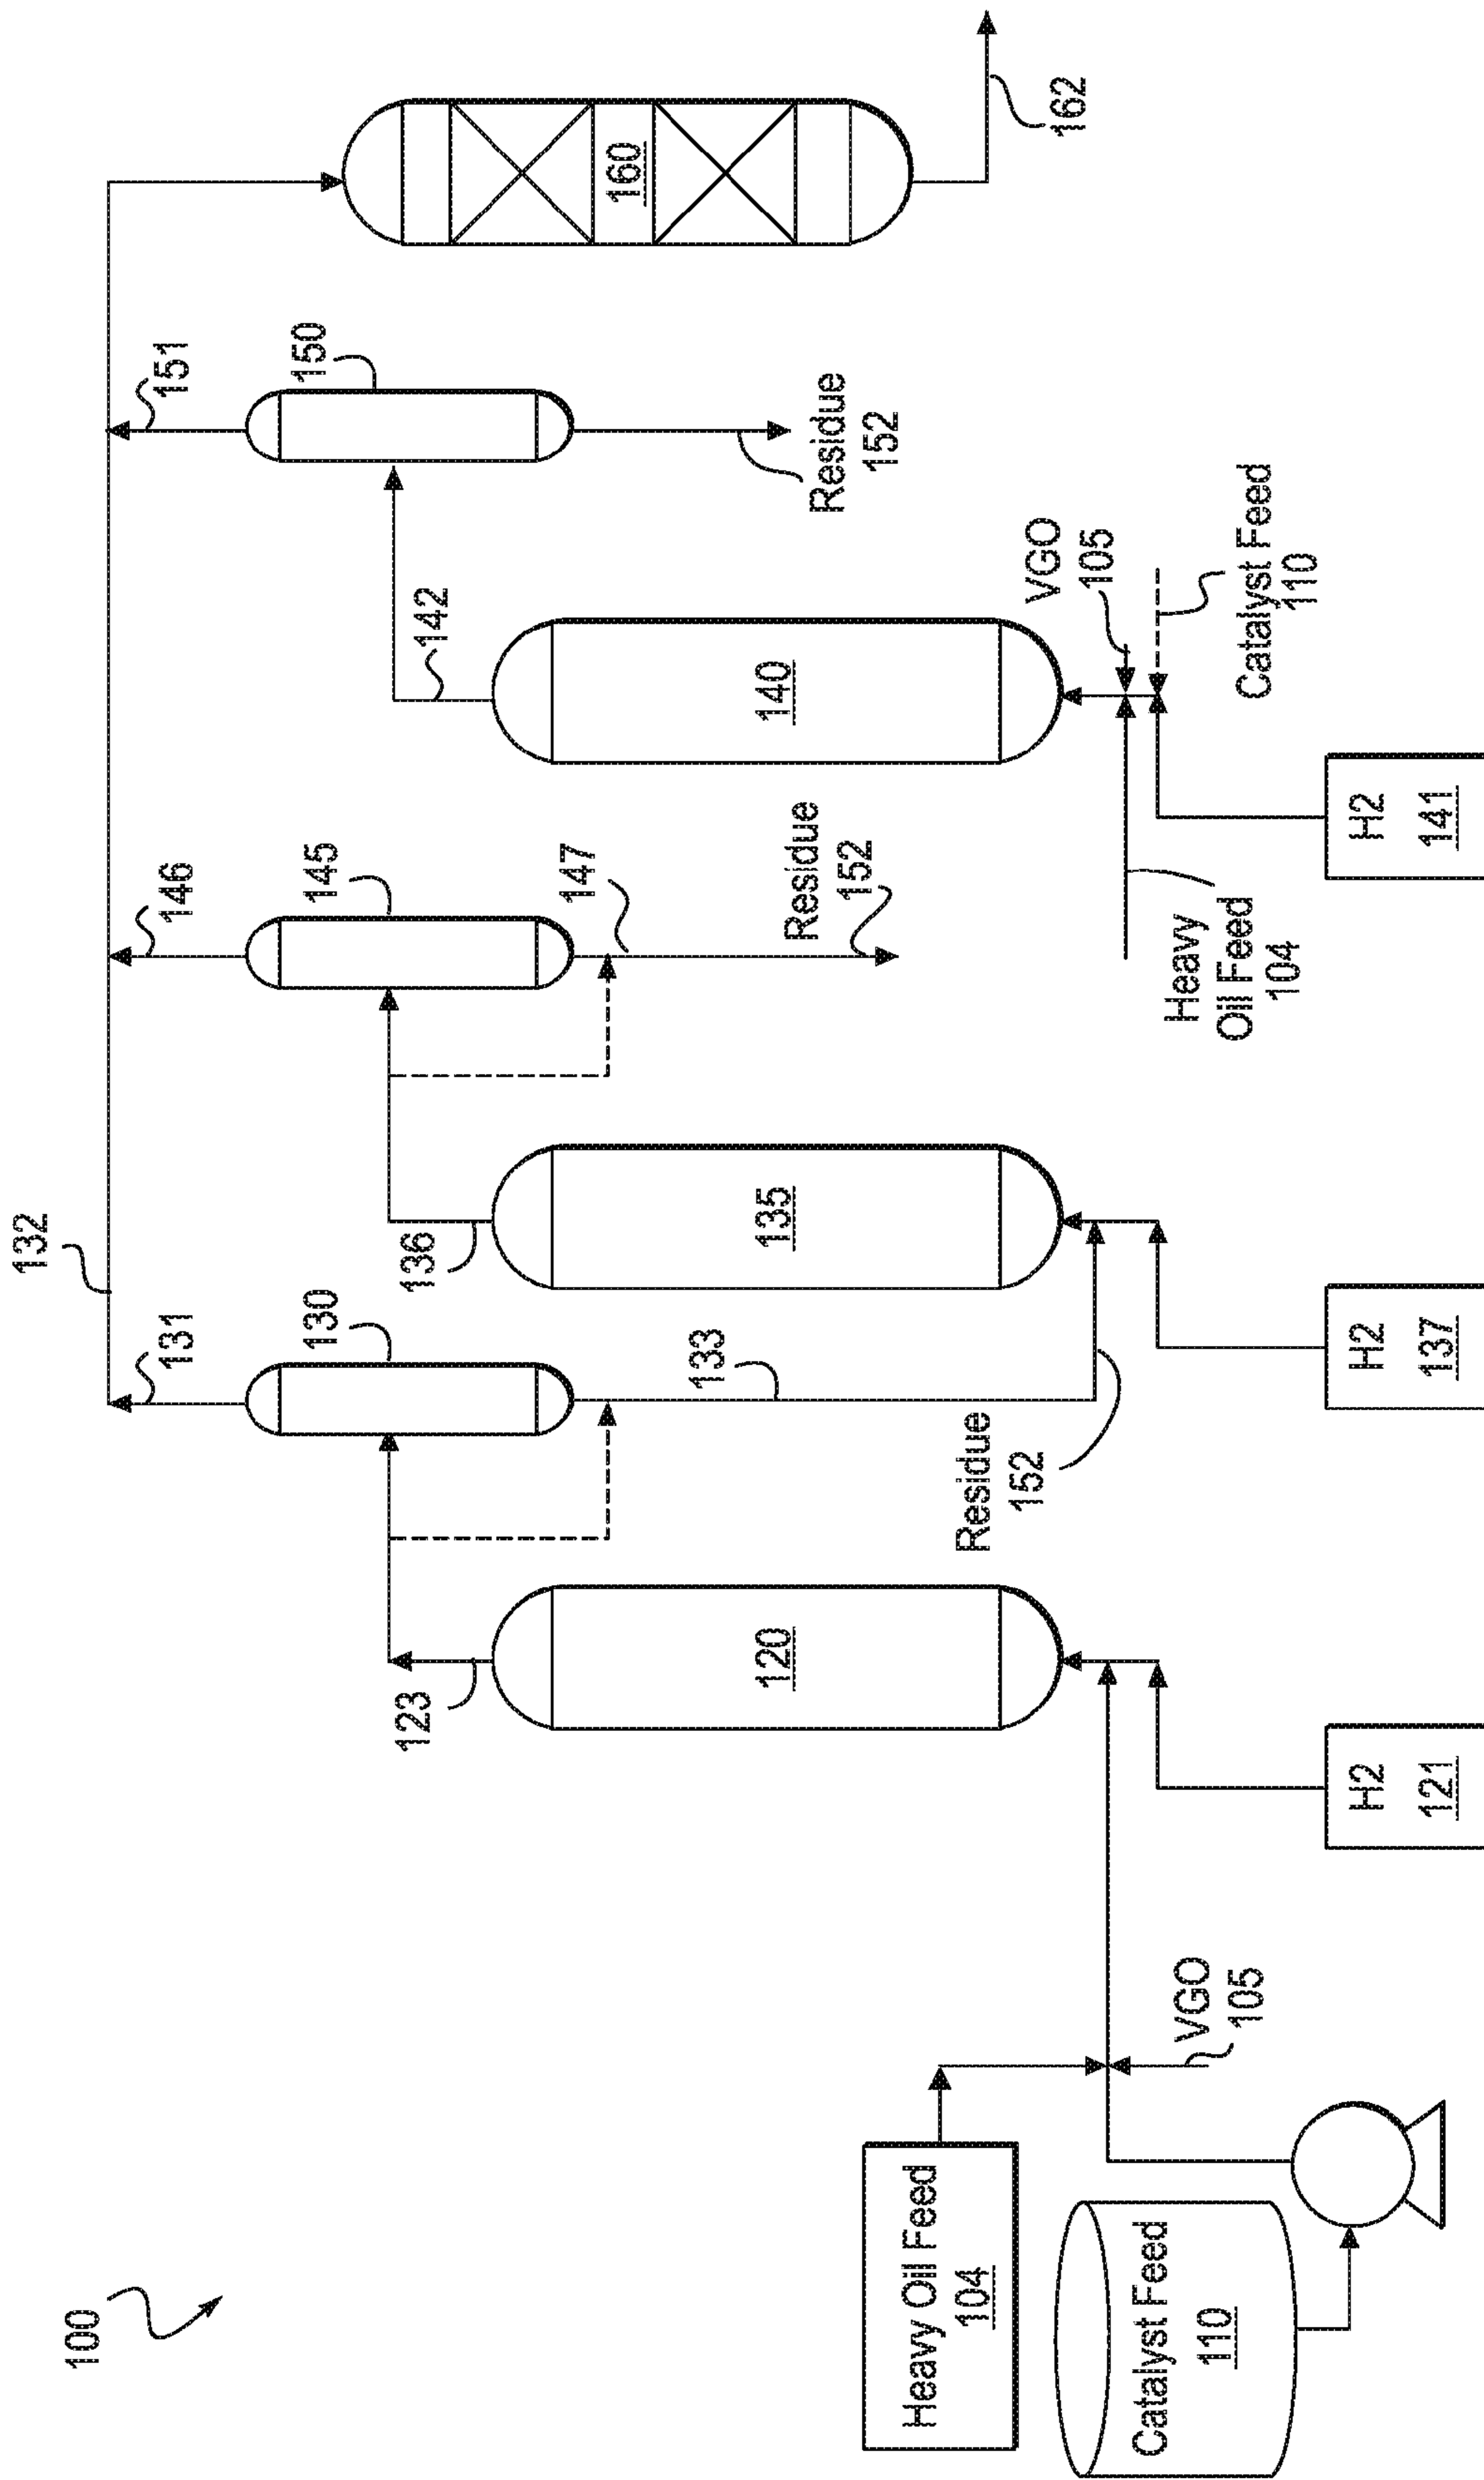 100
132
131
146
151
130
145
150
123
136
142
120
133
135
147
140
160
162
Residue
152
Residue
152
Residue
152
VGO
105
Heavy Oil Feed
104
Heavy
Oil Feed
104
Catalyst Feed
110
Catalyst Feed
110
VGO
105
H2
121
H2
137
H2
141